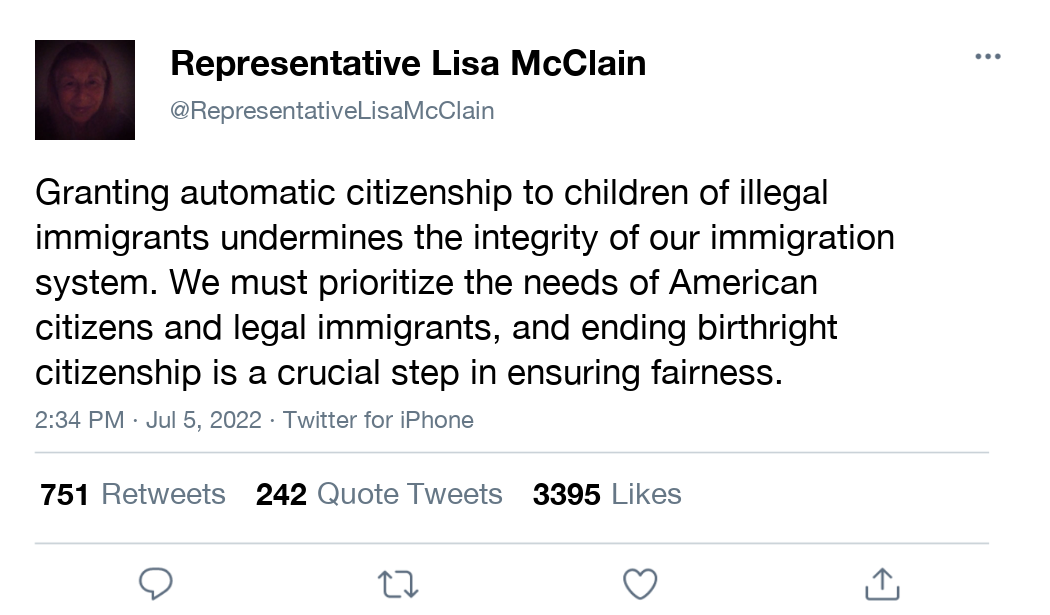 Representative Lisa McClain
@RepresentativeLisaMcClain
Granting automatic citizenship to children of illegal
immigrants undermines the integrity of our immigration
system. We must prioritize the needs of American
citizens and legal immigrants, and ending birthright
citizenship is a crucial step in ensuring fairness.
2:34 PM · Jul 5, 2022 · Twitter for iPhone
751 Retweets 242 Quote Tweets 3395 Likes